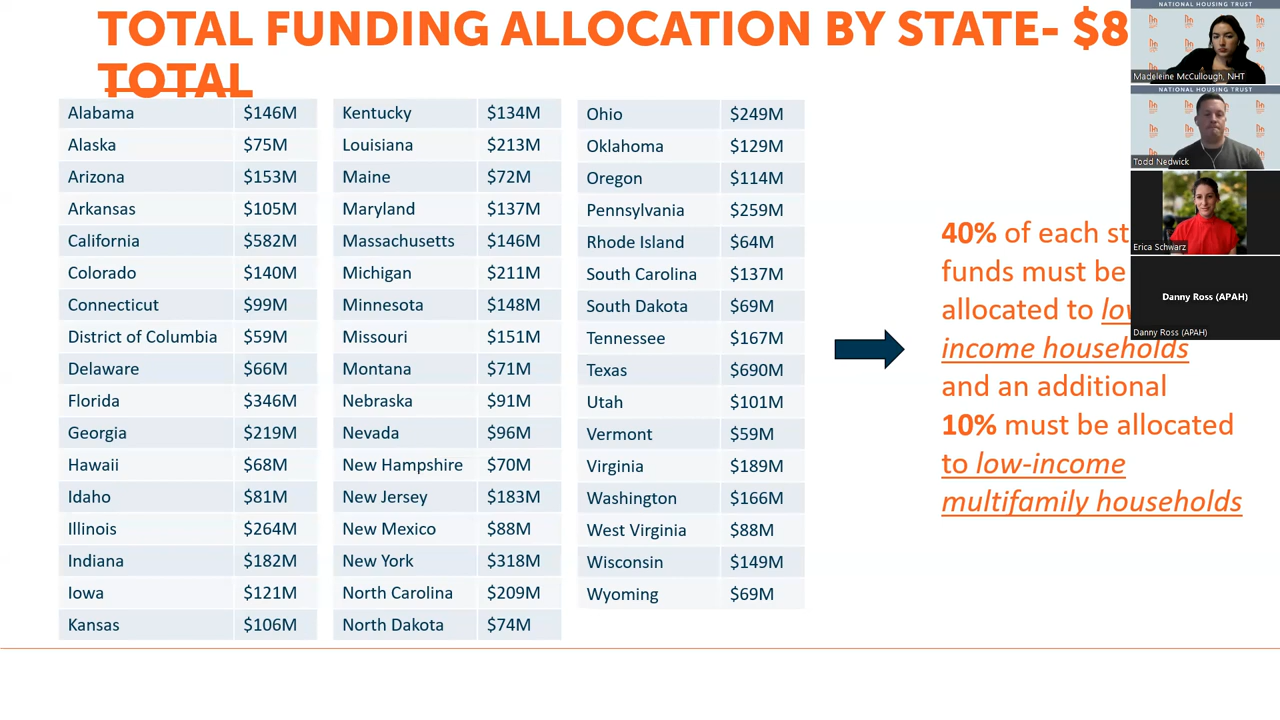 TOTAL FUNDING ALLOCATION BY STATE- $8
TOTAL
Alabama $146M
Alaska $75M
Arizona $153M
Arkansas $105M
California $582M
Colorado $140M
Connecticut $99M
District of Columbia $59M
Delaware $66M
Florida $346M
Georgia $219M
Hawaii $68M
Idaho $81M
Illinois $264M
Indiana $182M
Iowa $121M
Kansas $106M
Kentucky $134M
Louisiana $213M
Maine $72M
Maryland $137M
Massachusetts $146M
Michigan $211M
Minnesota $148M
Missouri $151M
Montana $71M
Nebraska $91M
Nevada $96M
New Hampshire $70M
New Jersey $183M
New Mexico $88M
New York $318M
North Carolina $209M
North Dakota $74M
Ohio $249M
Oklahoma $129M
Oregon $114M
Pennsylvania $259M
Rhode Island $64M
South Carolina $137M
South Dakota $69M
Tennessee $167M
Texas $690M
Utah $101M
Vermont $59M
Virginia $189M
Washington $166M
West Virginia $88M
Wisconsin $149M
Wyoming $69M
40% of each st
funds must be
allocated to lo
income households
and an additional
10% must be allocated
to low-income
multifamily households
NATIONAL HOUSING TRUST
Madeleine McCullough, NHT
NATIONAL HOUSING TRUST
Todd Nedwick
Erica Schwarz
Danny Ross (APAH)
Danny Ross (APAH)